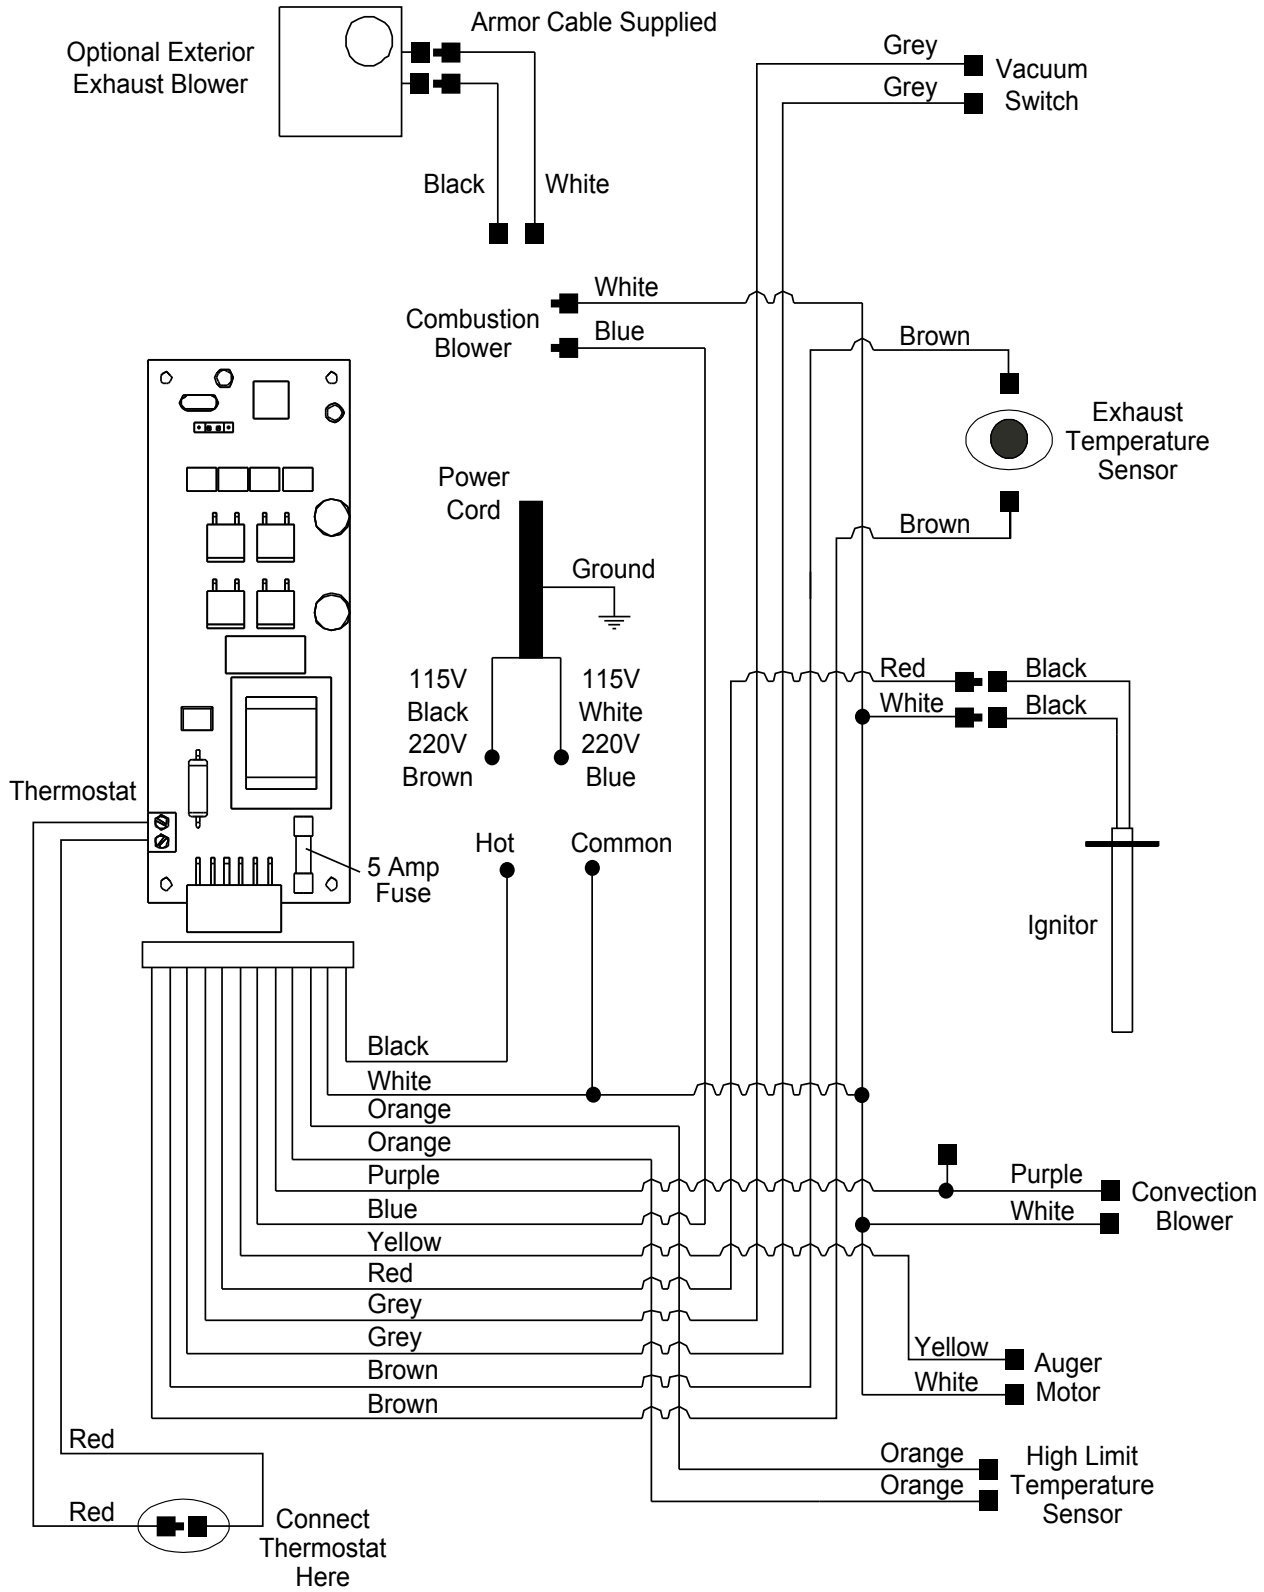 Armor Cable Supplied
Optional Exterior
Exhaust Blower
Grey
Vacuum
Grey
Switch
Black
White
White
Combustion
Blower
Blue
Brown
Exhaust
Temperature
Sensor
Power
Cord
Brown
Ground
115V
Black
220V
Brown
115V
White
220V
Blue
Red
Black
White
Black
Thermostat
Hot
Common
5 Amp
Fuse
Ignitor
Black
White
Orange
Orange
Purple
Purple
Convection
Blower
White
Blue
Yellow
Red
Grey
Grey
Yellow
Auger
Motor
White
Brown
Brown
Red
Orange
High Limit
Temperature
Sensor
Orange
Red
Connect
Thermostat
Here